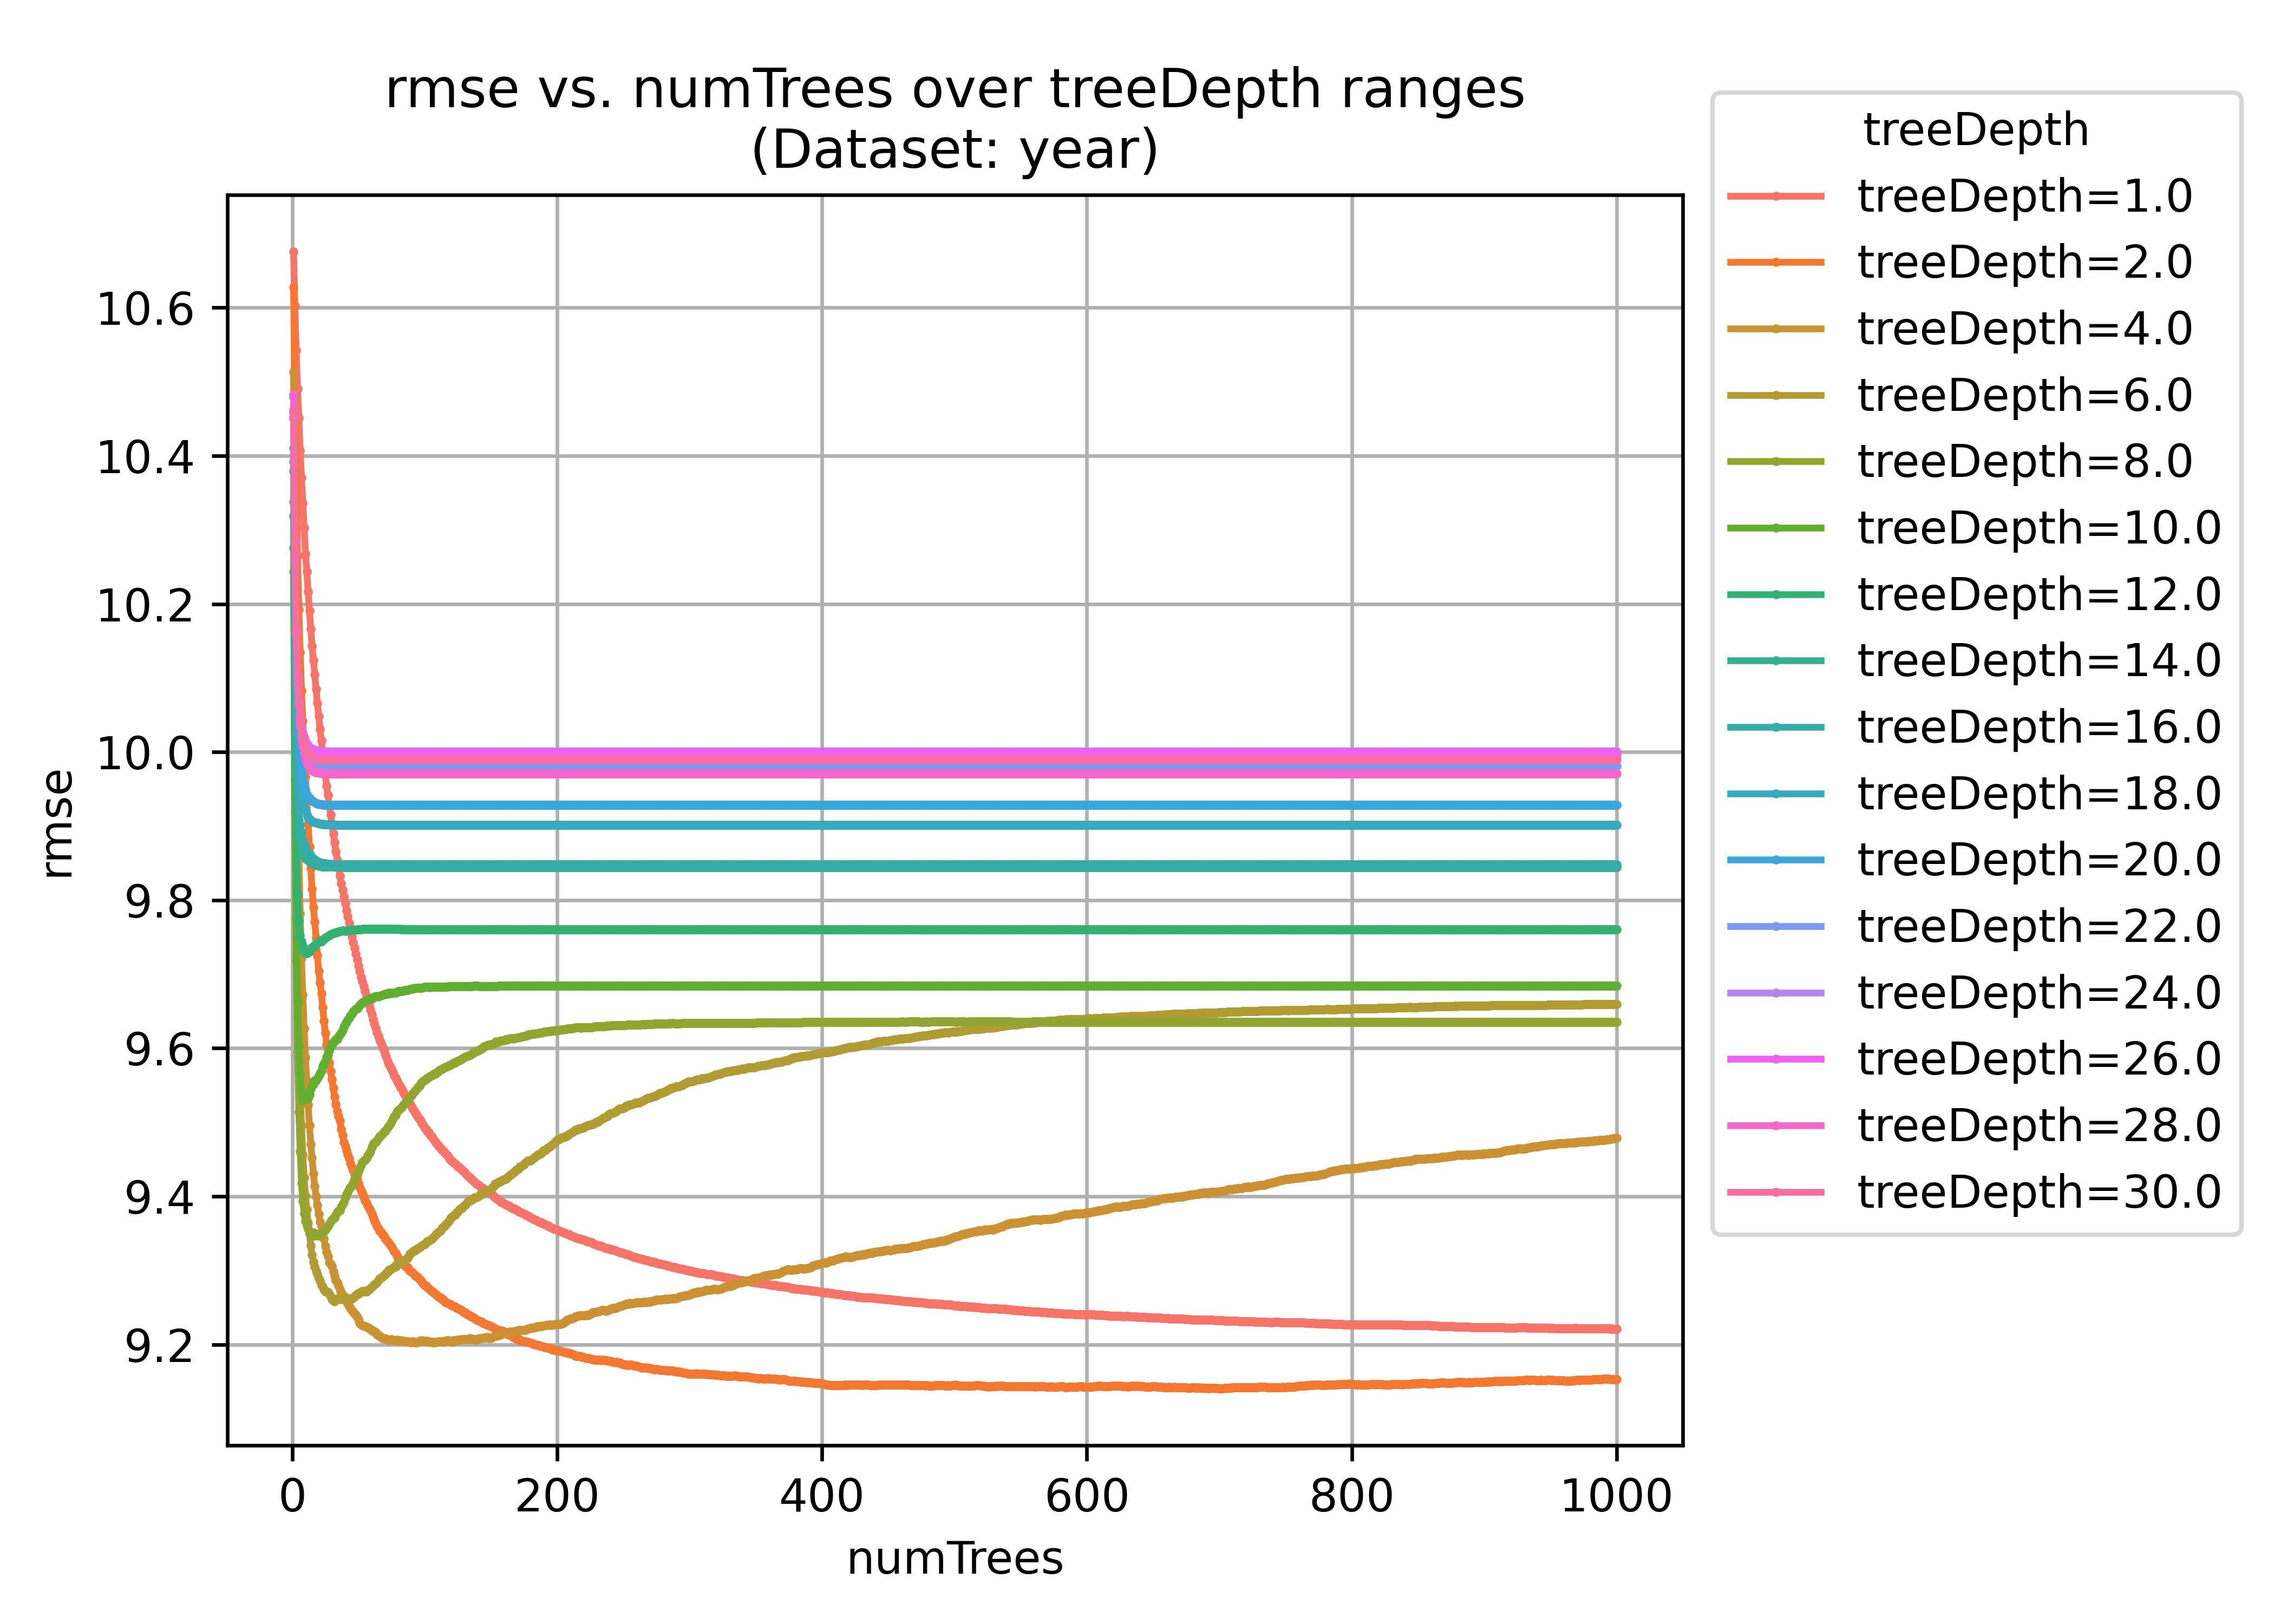 rmse vs. numTrees over treeDepth ranges
(Dataset: year)
treeDepth
treeDepth=1.0
treeDepth=2.0
treeDepth=4.0
treeDepth=6.0
treeDepth=8.0
treeDepth=10.0
treeDepth=12.0
treeDepth=14.0
treeDepth=16.0
treeDepth=18.0
treeDepth=20.0
treeDepth=22.0
treeDepth=24.0
treeDepth=26.0
treeDepth=28.0
treeDepth=30.0
rmse
10.6
10.4
10.2
10.0
9.8
9.6
9.4
9.2
0 200 400 600 800 1000
numTrees